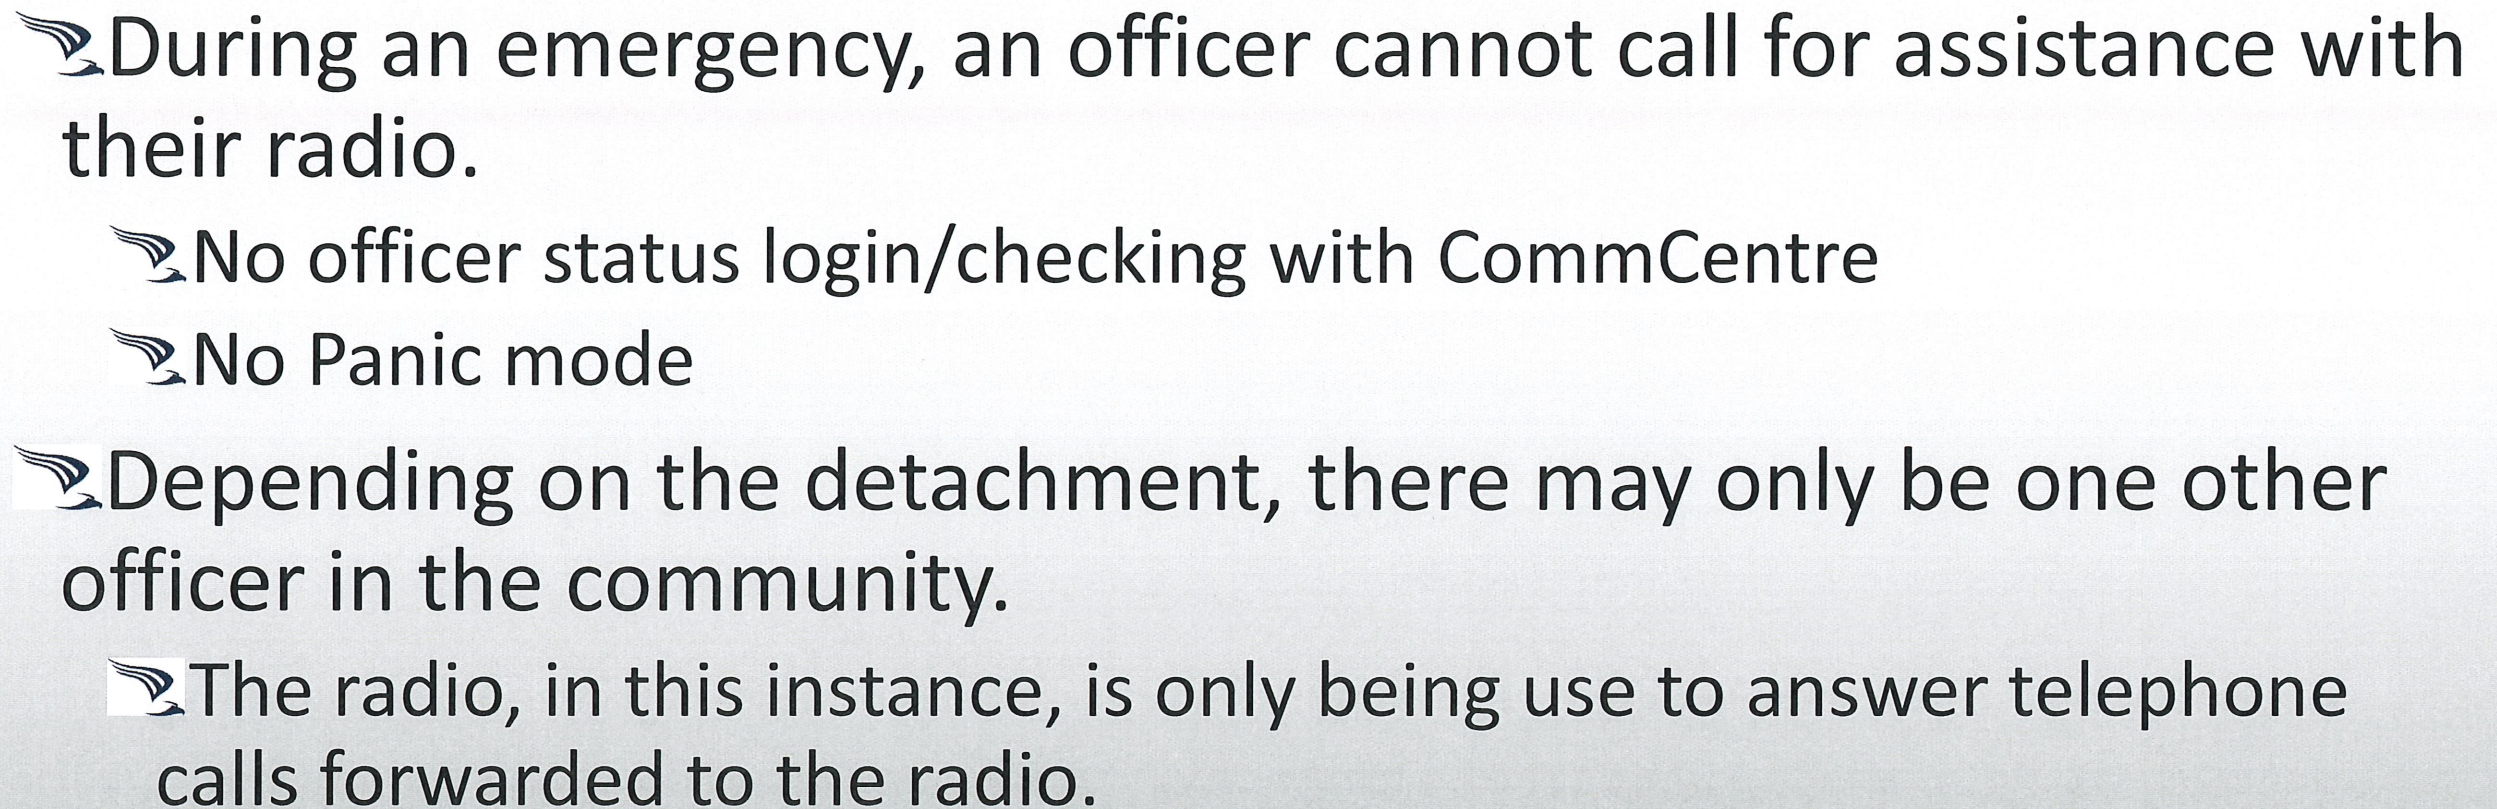 During an emergency, an officer cannot call for assistance with
their radio.
No officer status login/checking with CommCentre
No Panic mode
Depending on the detachment, there may only be one other
officer in the community.
The radio, in this instance, is only being use to answer telephone
calls forwarded to the radio.